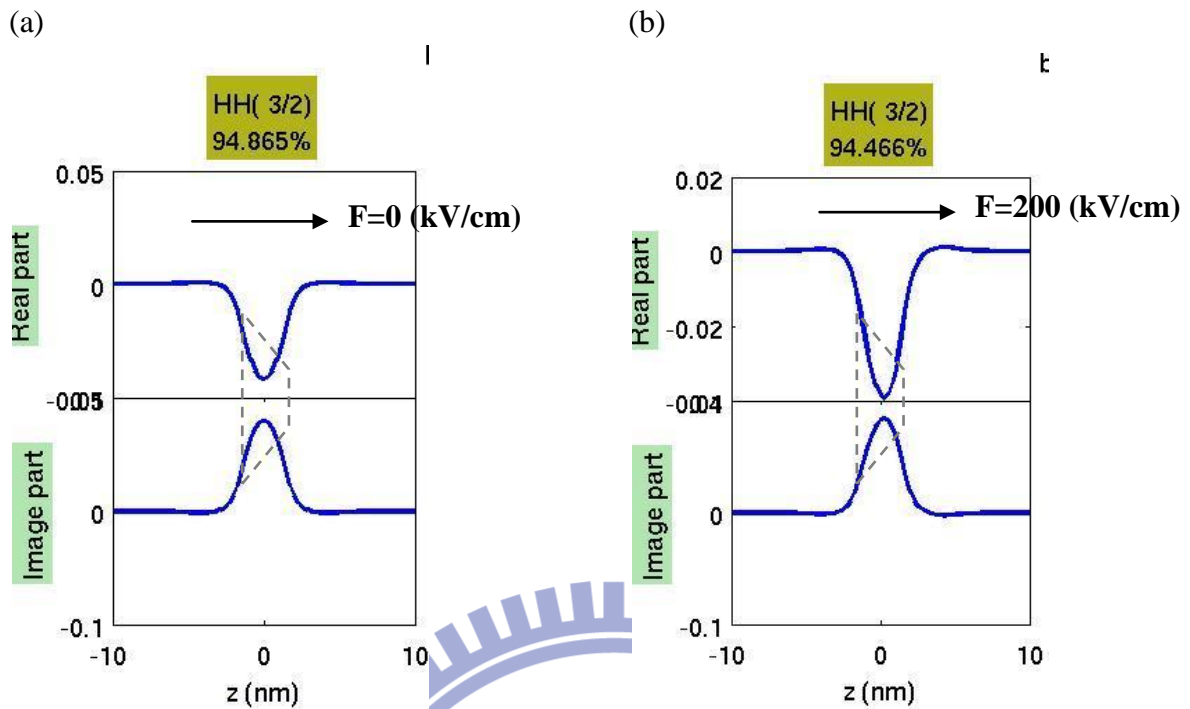 (a)
HH( 3/2)
94.865%
0.05
F=0 (kV/cm)
0
Real part
0
Image part
-0.1
-10
0
10
z (nm)
(b)
b
HH( 3/2)
94.466%
0.02
F=200 (kV/cm)
0
Real part
-0.02
0
Image part
-0.1
-10
0
10
z (nm)